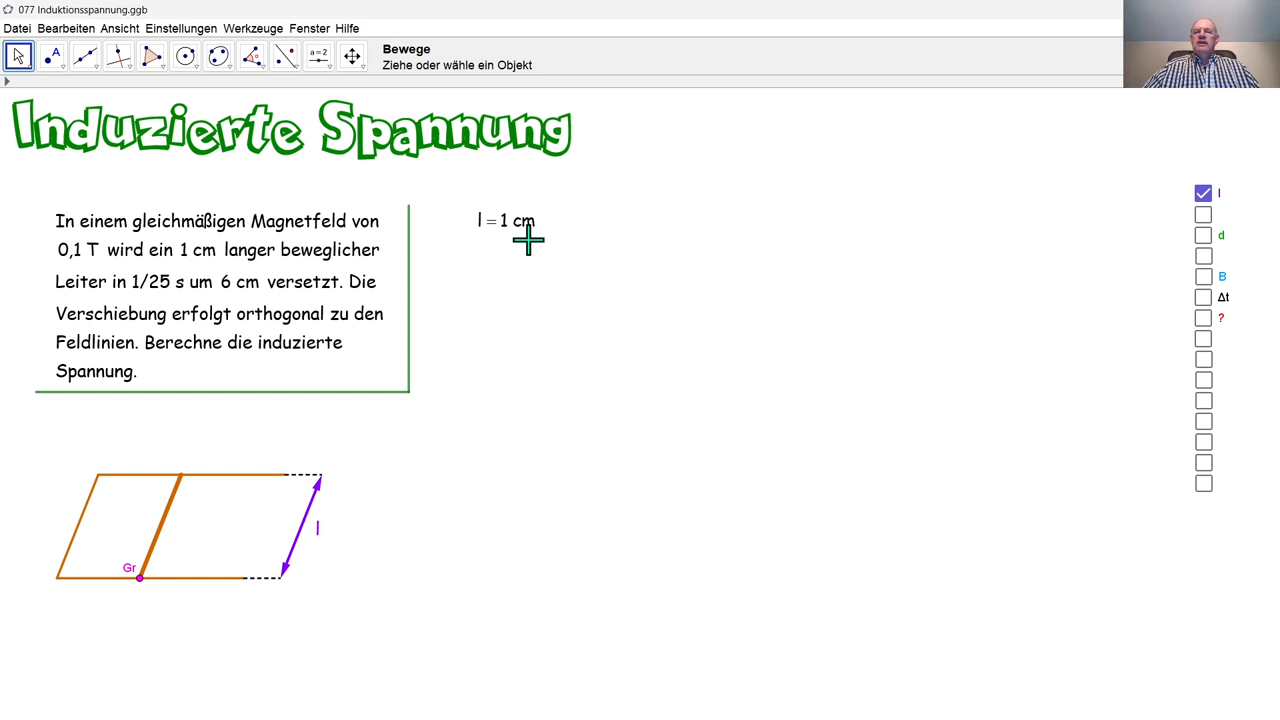 077 Induktionsspannung.ggb
Datei Bearbeiten Ansicht Einstellungen Werkzeuge Fenster Hilfe
A
a=2
Bewege
Ziehe oder wähle ein Objekt
Induzierte Spannung
In einem gleichmäßigen Magnetfeld von
0,1 T wird ein 1 cm langer beweglicher
Leiter in 1/25 s um 6 cm versetzt. Die
Verschiebung erfolgt orthogonal zu den
Feldlinien. Berechne die induzierte
Spannung.
l = 1 cm
l
d
B
Δt
?
l
Gr